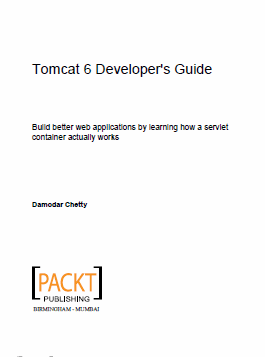 Tomcat 6 Developer's Guide
Build better web applications by learning how a servlet
container actually works
Damodar Chetty
PACKT
PUBLISHING
BIRMINGHAM - MUMBAI